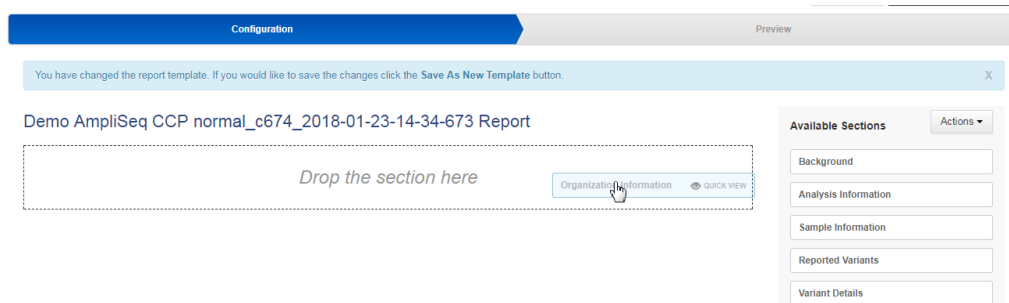 Configuration
Preview
You have changed the report template. If you would like to save the changes click the Save As New Template button.
X
Demo AmpliSeq CCP normal_c674_2018-01-23-14-34-673 Report
Available Sections
Actions
Drop the section here
Organization Information
QUICK VIEW
Background
Analysis Information
Sample Information
Reported Variants
Variant Details